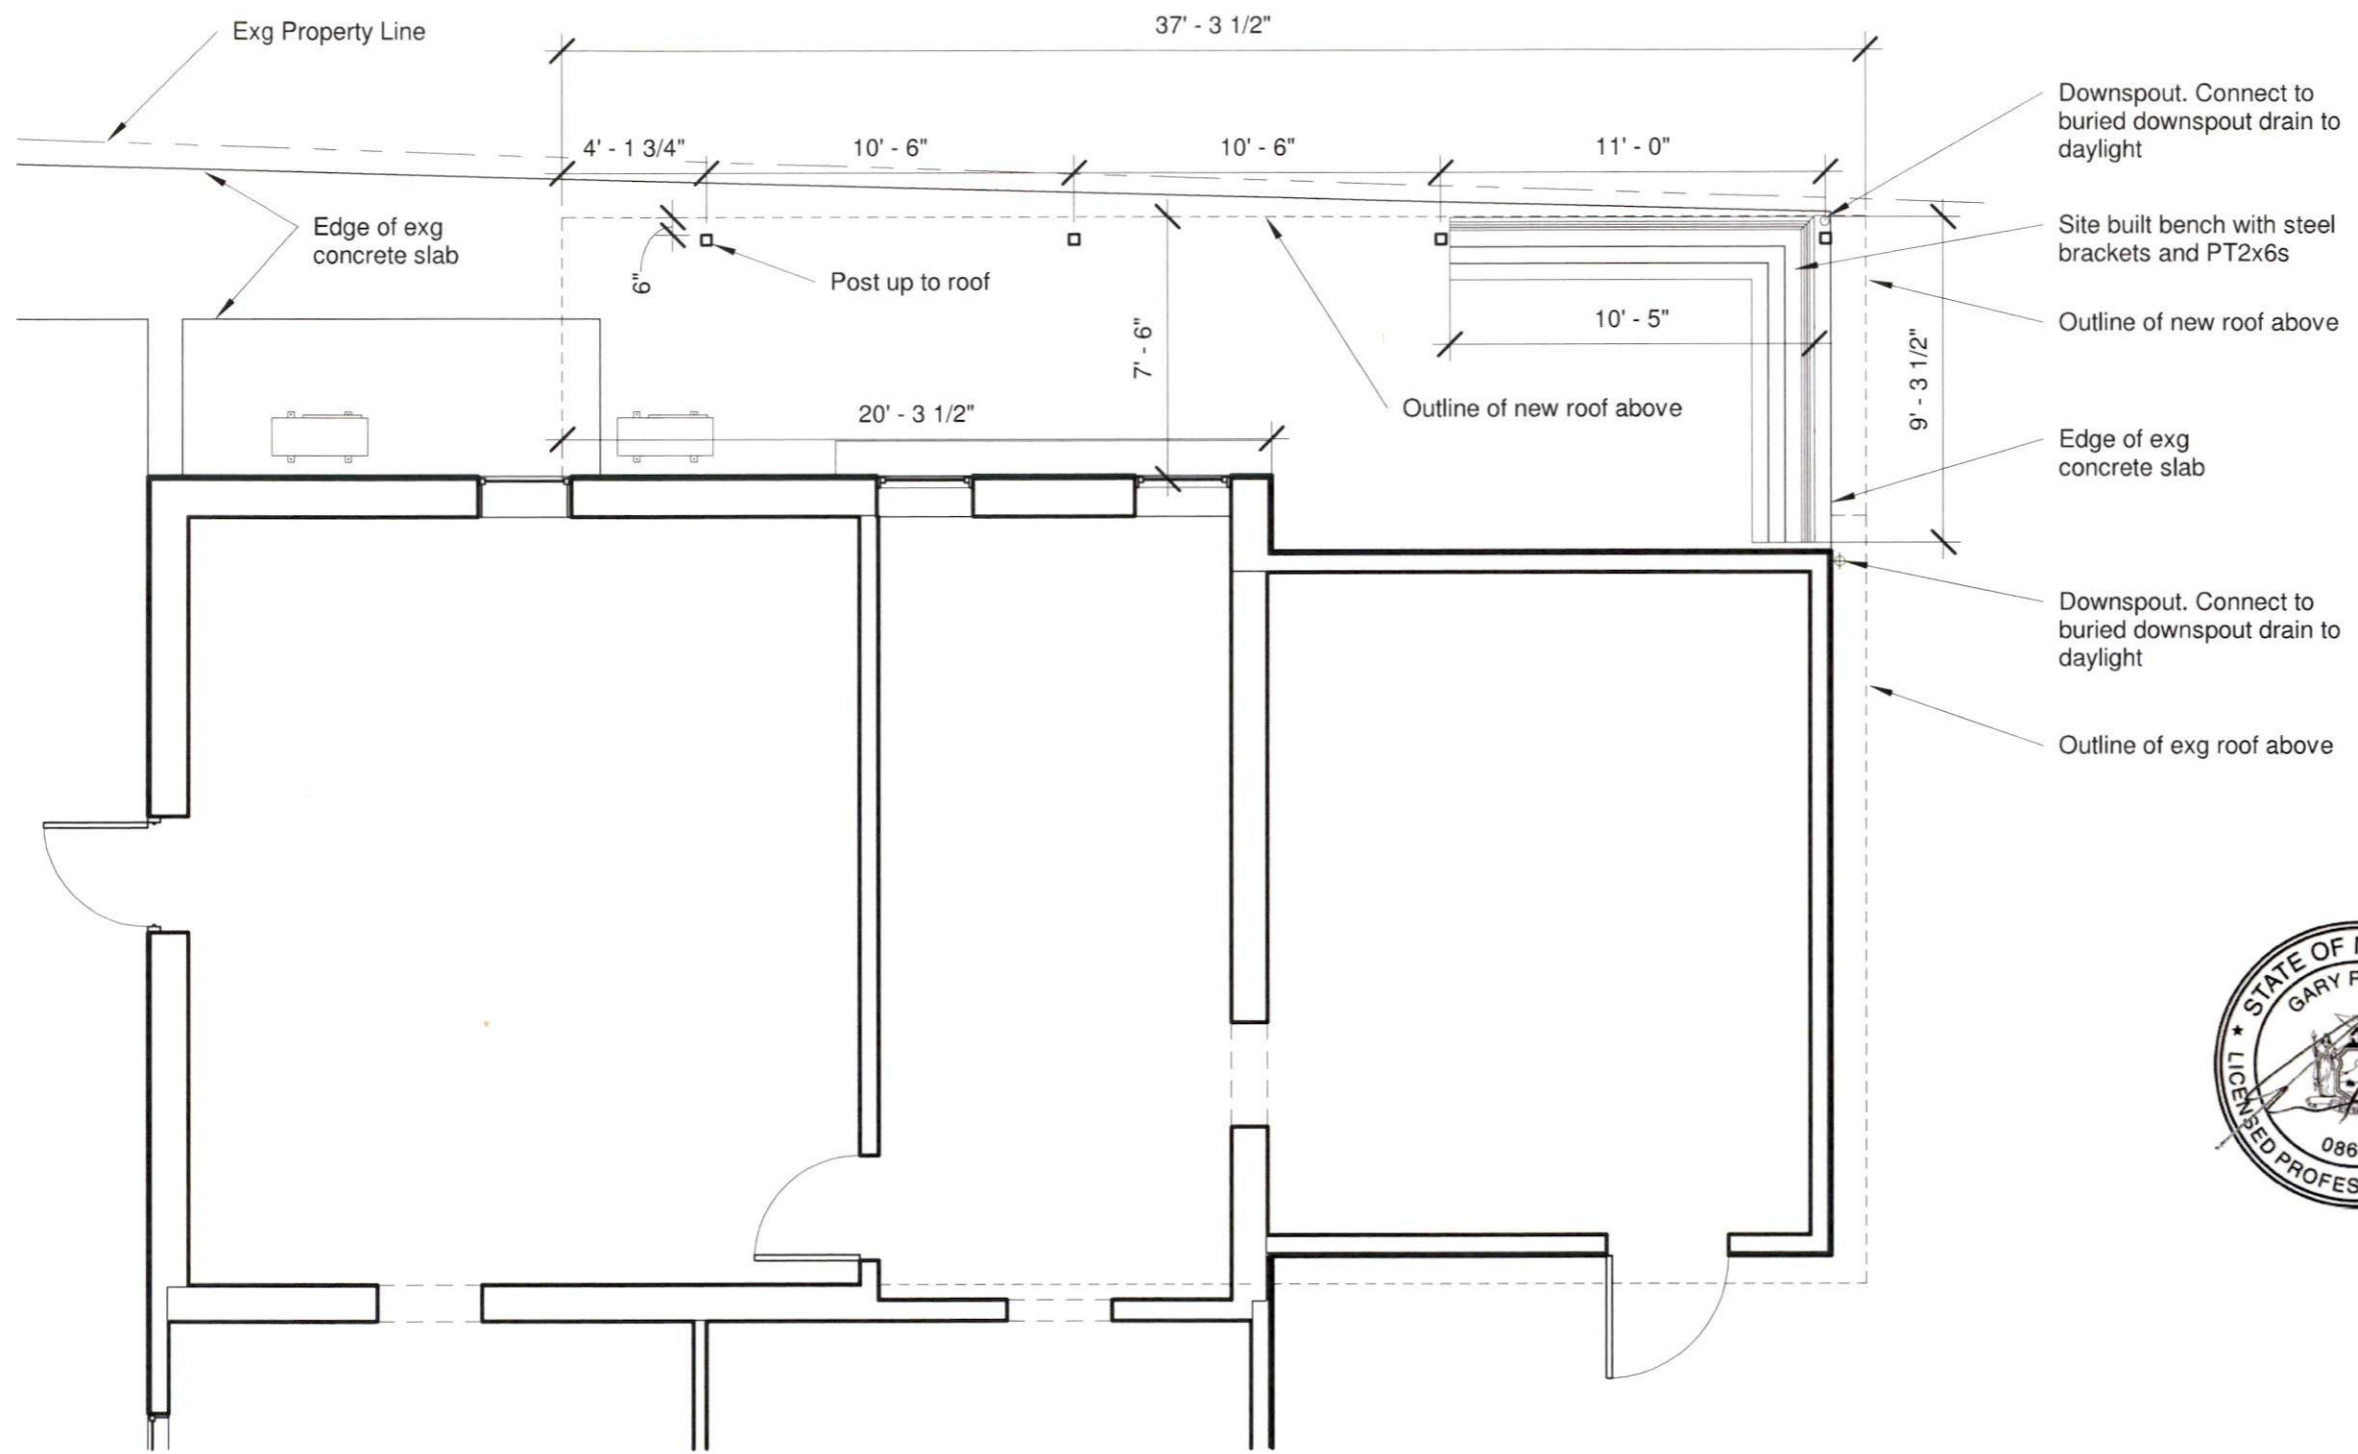 37' - 3 1/2"
Exg Property Line
Downspout. Connect to
buried downspout drain to
daylight
4' - 1 3/4"
10' - 6"
10' - 6"
11' - 0"
Edge of exg
concrete slab
Site built bench with steel
brackets and PT2x6s
6"
Post up to roof
10' - 5"
Outline of new roof above
7' - 6"
9' - 3 1/2"
20' - 3 1/2"
Outline of new roof above
Edge of exg
concrete slab
Downspout. Connect to
buried downspout drain to
daylight
Outline of exg roof above
STATE OF
GARY
086
LICENSED